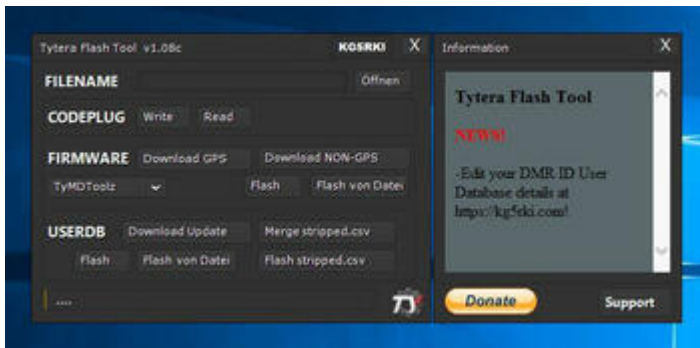 Tytera Flash Tool v1.08c KG5RKI X
FILENAME Öffnen
CODEPLUG Write Read
FIRMWARE Download GPS Download NON-GPS
TyMDToolz Flash Flash von Datei
USERDB Download Update Merge stripped.csv
Flash Flash von Datei Flash stripped.csv
....
Information X
Tytera Flash Tool
NEWS!
-Edit your DMR ID User
Database details at
https://kg5rki.com!
Donate Support